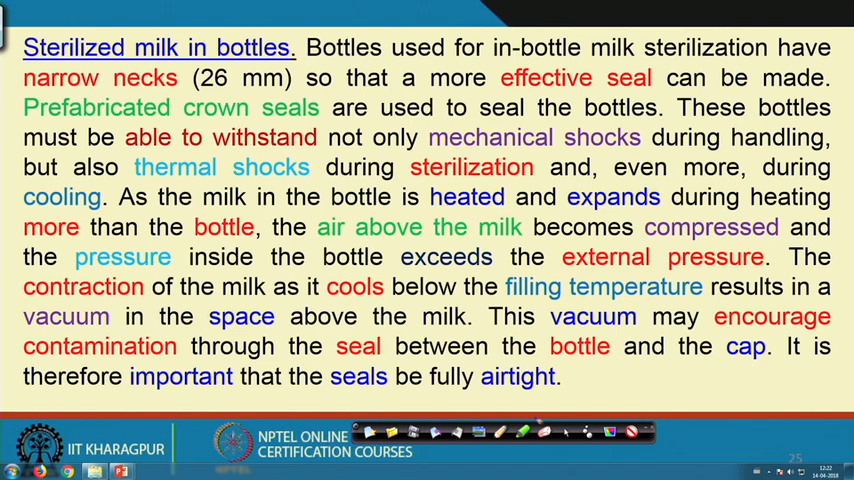 Sterilized milk in bottles. Bottles used for in-bottle milk sterilization have
narrow necks (26 mm) so that a more effective seal can be made.
Prefabricated crown seals are used to seal the bottles. These bottles
must be able to withstand not only mechanical shocks during handling,
but also thermal shocks during sterilization and, even more, during
cooling. As the milk in the bottle is heated and expands during heating
more than the bottle, the air above the milk becomes compressed and
the pressure inside the bottle exceeds the external pressure. The
contraction of the milk as it cools below the filling temperature results in a
vacuum in the space above the milk. This vacuum may encourage
contamination through the seal between the bottle and the cap. It is
therefore important that the seals be fully airtight.
IIT KHARAGPUR
NPTEL ONLINE
CERTIFICATION COURSES
NPTEL
25
12:22
14-04-2018